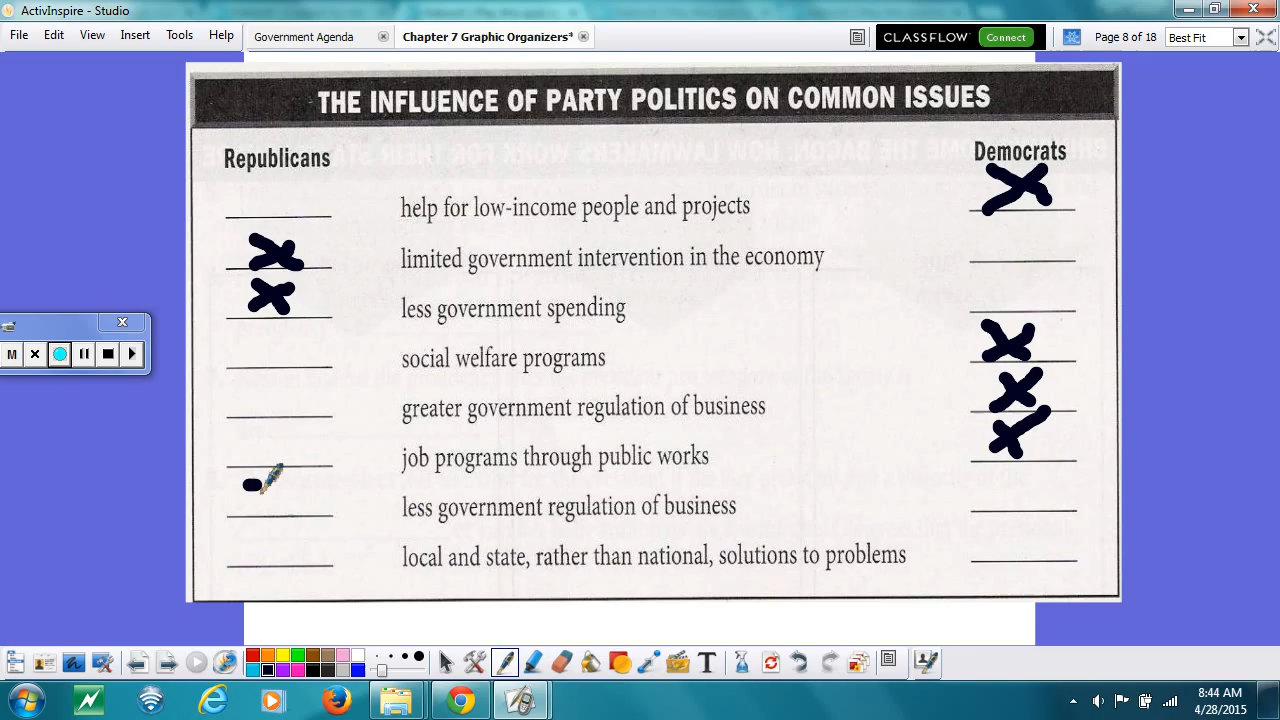 ActivInspire - Studio
File Edit View Insert Tools Help
Government Agenda
Chapter 7 Graphic Organizers*
CLASSFLOW Connect
Page 8 of 18
Best Fit
THE INFLUENCE OF PARTY POLITICS ON COMMON ISSUES
Republicans
Democrats
help for low-income people and projects X
X limited government intervention in the economy
X less government spending
social welfare programs X
greater government regulation of business X
job programs through public works X
less government regulation of business
local and state, rather than national, solutions to problems
M
T
8:44 AM
4/28/2015